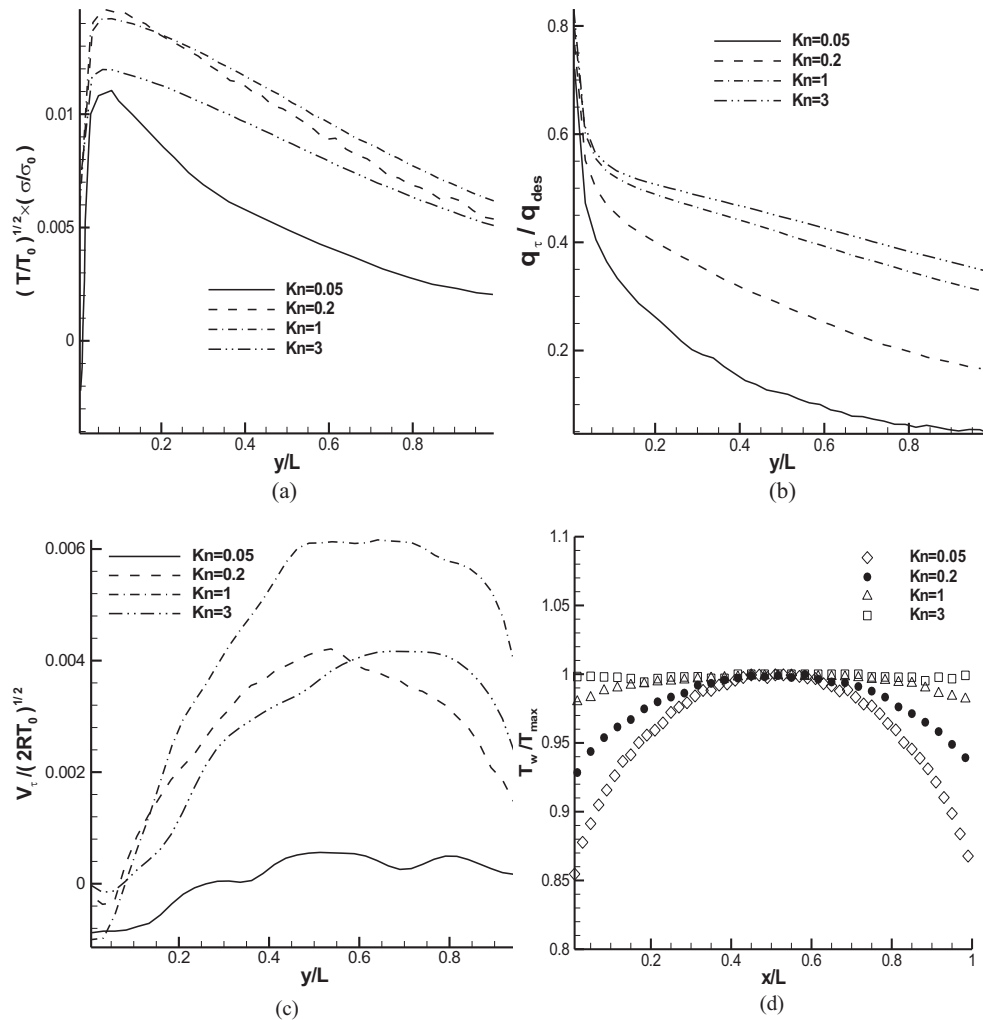 ( T/T₀ )^{1/2}×( σ/σ₀ )
0.01
0.005
0
Kn=0.05
Kn=0.2
Kn=1
Kn=3
0.2 0.4 0.6 0.8
y/L
(a)
q_τ / q_des
0.8
0.6
0.4
0.2
Kn=0.05
Kn=0.2
Kn=1
Kn=3
0.2 0.4 0.6 0.8
y/L
(b)
V_τ /( 2RT₀ )^{1/2}
0.006
0.004
0.002
0
Kn=0.05
Kn=0.2
Kn=1
Kn=3
0.2 0.4 0.6 0.8
y/L
(c)
T_w /T_max
1.1
1.05
1
0.95
0.9
0.85
0.8
Kn=0.05
Kn=0.2
Kn=1
Kn=3
0.2 0.4 0.6 0.8 1
x/L
(d)